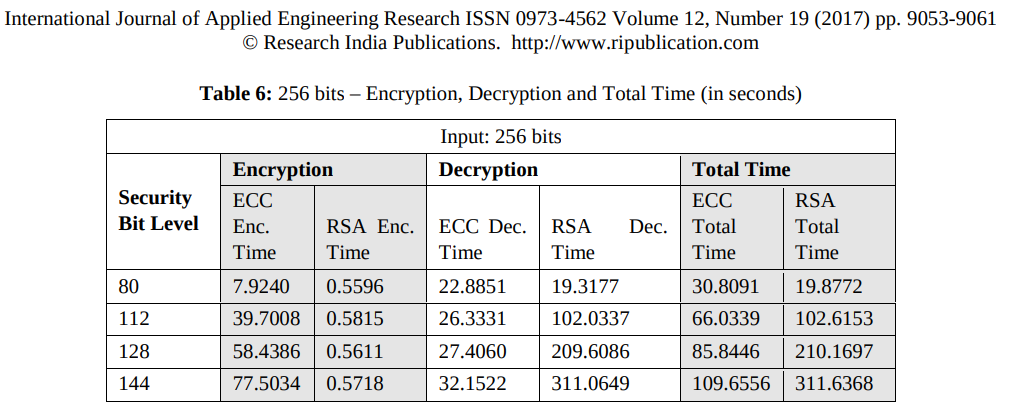 International Journal of Applied Engineering Research ISSN 0973-4562 Volume 12, Number 19 (2017) pp. 9053-9061
© Research India Publications. http://www.ripublication.com
Table 6: 256 bits – Encryption, Decryption and Total Time (in seconds)
Input: 256 bits
Security Bit Level Encryption Decryption Total Time
ECC Enc. Time RSA Enc. Time ECC Dec. Time RSA Dec. Time ECC Total Time RSA Total Time
80 7.9240 0.5596 22.8851 19.3177 30.8091 19.8772
112 39.7008 0.5815 26.3331 102.0337 66.0339 102.6153
128 58.4386 0.5611 27.4060 209.6086 85.8446 210.1697
144 77.5034 0.5718 32.1522 311.0649 109.6556 311.6368